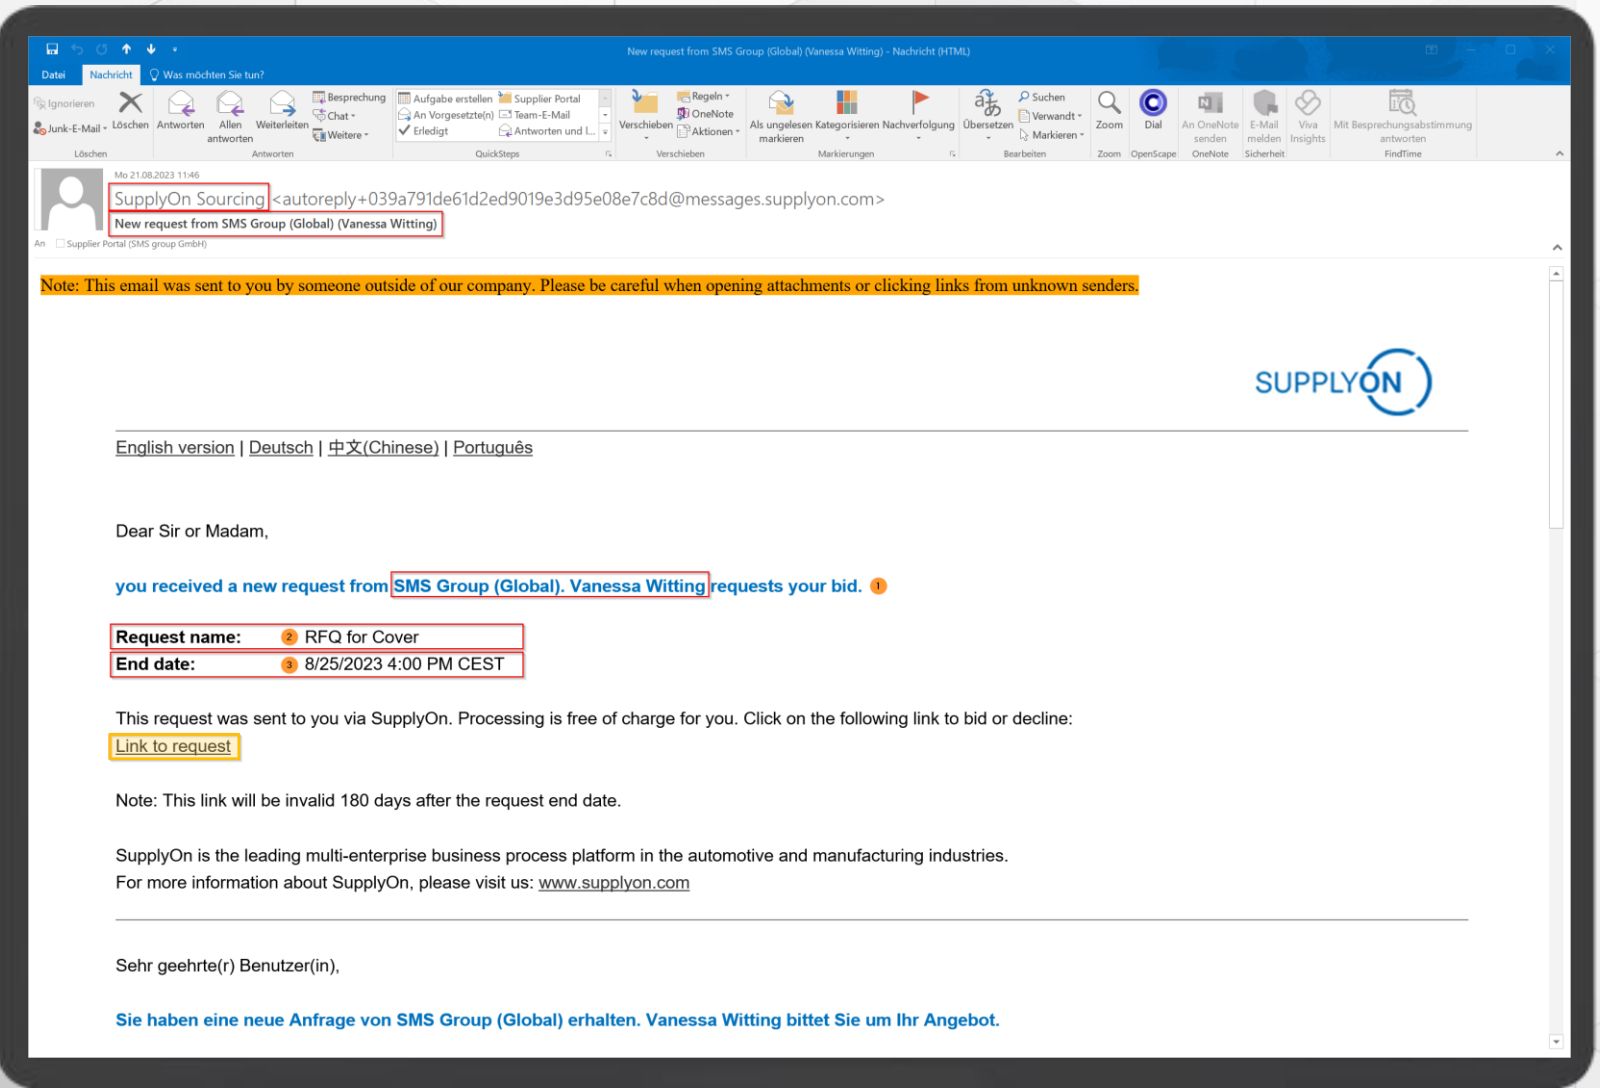 New request from SMS Group (Global) (Vanessa Witting) - Nachricht (HTML)
Datei Nachricht Was möchten Sie tun?
Ignorieren
Junk-E-Mail
Löschen
Löschen
Antworten
Allen antworten
Weiterleiten
Besprechung
Chat
Weitere
Antworten
Aufgabe erstellen
An Vorgesetzte(n)
Erledigt
Supplier Portal
Team-E-Mail
Antworten und l...
QuickSteps
Verschieben
Regeln
OneNote
Aktionen
Verschieben
Als ungelesen markieren
Kategorisieren
Nachverfolgung
Markierungen
Übersetzen
Suchen
Verwandt
Markieren
Bearbeiten
Zoom
Zoom
Dial
OpenScape
An OneNote senden
OneNote
E-Mail melden
Sicherheit
Viva Insights
Mit Besprechungsabstimmung antworten
FindTime
Mo 21.08.2023 11:46
SupplyOn Sourcing <autoreply+039a791de61d2ed9019e3d95e08e7c8d@messages.supplyon.com>
New request from SMS Group (Global) (Vanessa Witting)
An Supplier Portal (SMS group GmbH)
Note: This email was sent to you by someone outside of our company. Please be careful when opening attachments or clicking links from unknown senders.
SUPPLYON
English version | Deutsch | 中文(Chinese) | Português
Dear Sir or Madam,
you received a new request from SMS Group (Global). Vanessa Witting requests your bid. 1
Request name: 2 RFQ for Cover
End date: 3 8/25/2023 4:00 PM CEST
This request was sent to you via SupplyOn. Processing is free of charge for you. Click on the following link to bid or decline:
Link to request
Note: This link will be invalid 180 days after the request end date.
SupplyOn is the leading multi-enterprise business process platform in the automotive and manufacturing industries.
For more information about SupplyOn, please visit us: www.supplyon.com
Sehr geehrte(r) Benutzer(in),
Sie haben eine neue Anfrage von SMS Group (Global) erhalten. Vanessa Witting bittet Sie um Ihr Angebot.